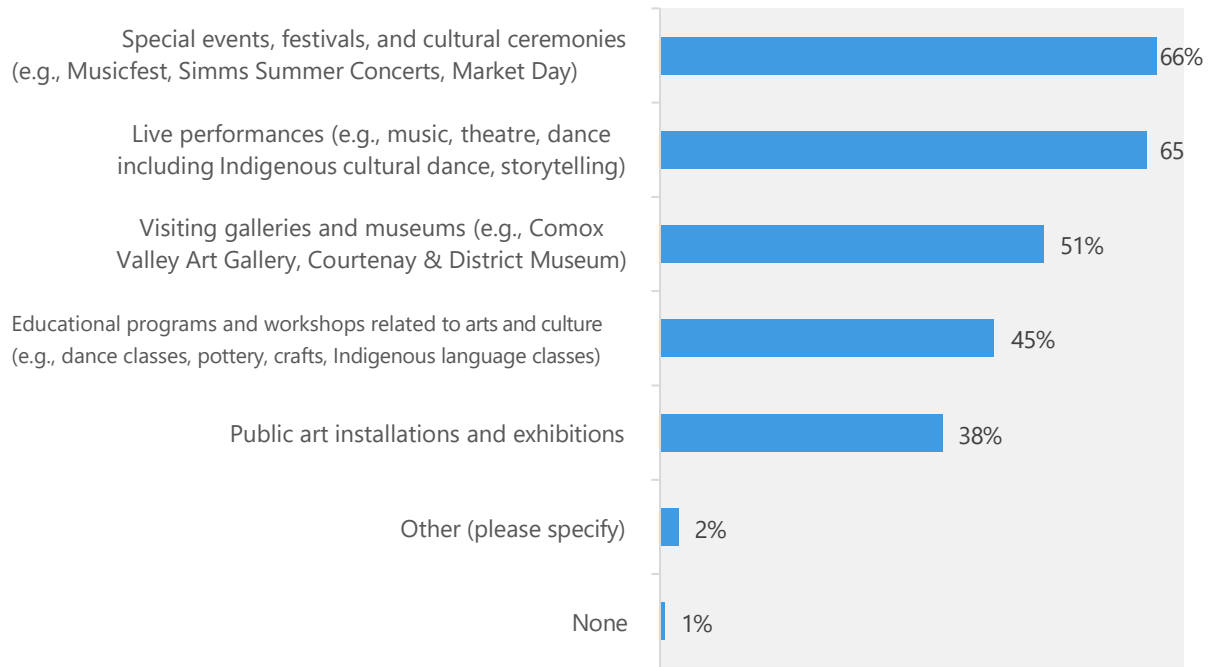 Special events, festivals, and cultural ceremonies
(e.g., Musicfest, Simms Summer Concerts, Market Day)
66%
Live performances (e.g., music, theatre, dance
including Indigenous cultural dance, storytelling)
65
Visiting galleries and museums (e.g., Comox
Valley Art Gallery, Courtenay & District Museum)
51%
Educational programs and workshops related to arts and culture
(e.g., dance classes, pottery, crafts, Indigenous language classes)
45%
Public art installations and exhibitions
38%
Other (please specify)
2%
None
1%